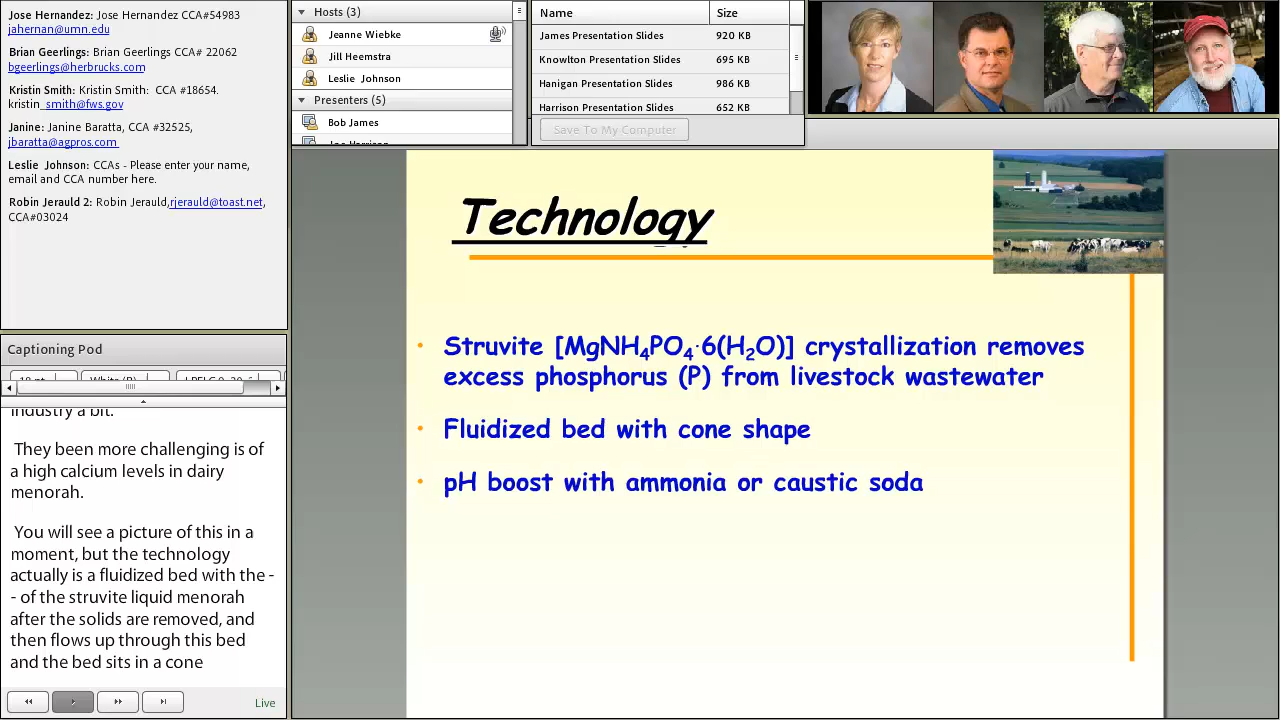 Jose Hernandez: Jose Hernandez CCA#54983
jahernan@umn.edu
Brian Geerlings: Brian Geerlings CCA# 22062
bgeerlings@herbrucks.com
Kristin Smith: Kristin Smith: CCA #18654.
kristin_smith@fws.gov
Janine: Janine Baratta, CCA #32525,
jbaratta@agpros.com
Leslie Johnson: CCAs - Please enter your name,
email and CCA number here.
Robin Jerauld 2: Robin Jerauld,rjerauld@toast.net,
CCA#03024
Hosts (3)
Jeanne Wiebke
Jill Heemstra
Leslie Johnson
Presenters (5)
Bob James
Name Size
James Presentation Slides 920 KB
Knowlton Presentation Slides 695 KB
Hanigan Presentation Slides 986 KB
Harrison Presentation Slides 652 KB
Save To My Computer
Captioning Pod
industry a bit.
They been more challenging is of
a high calcium levels in dairy
menorah.
You will see a picture of this in a
moment, but the technology
actually is a fluidized bed with the -
- of the struvite liquid menorah
after the solids are removed, and
then flows up through this bed
and the bed sits in a cone
Live
Technology
• Struvite [MgNH₄PO₄·6(H₂O)] crystallization removes
excess phosphorus (P) from livestock wastewater
• Fluidized bed with cone shape
• pH boost with ammonia or caustic soda